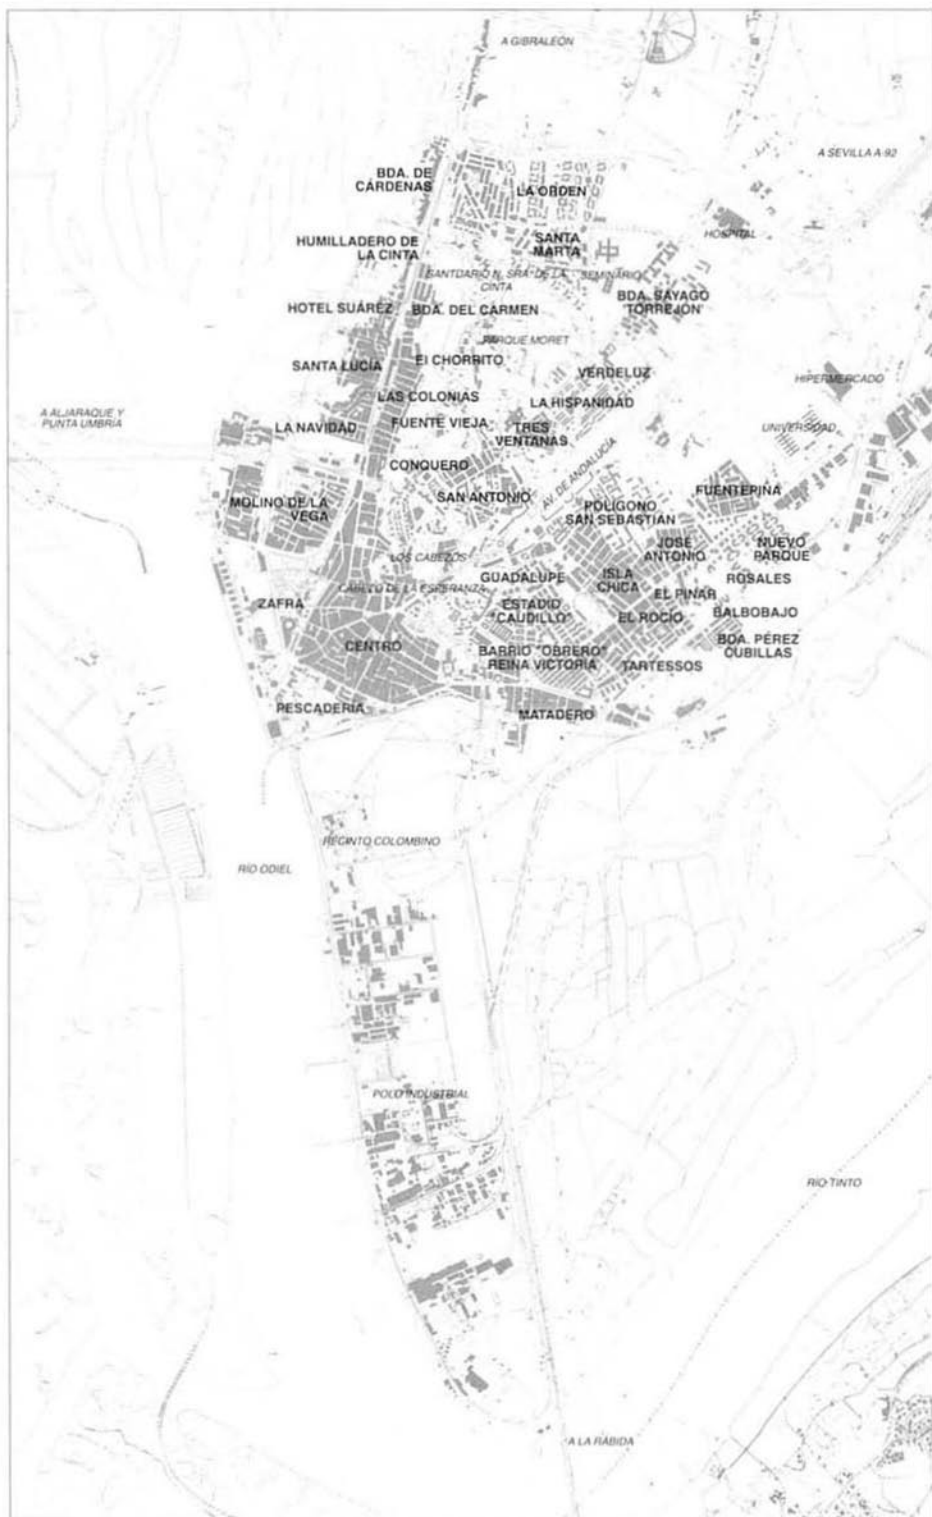 A GIBRALEÓN
A SEVILLA A-92
BDA. DE
CÁRDENAS
LA ORDEN
HOSPITAL
HUMILLADERO DE
LA CINTA
SANTA
MARTA
SANTUARIO N. SRA. DE LA
CINTA
SEMINARIO
BDA. SAYAGO
"TORREJÓN"
HOTEL SUÁREZ
BDA. DEL CÁRMEN
PARQUE MORET
SANTA LUCÍA
El CHORRITO
VERDELUZ
HIPERMERCADO
LAS COLONIAS
LA HISPANIDAD
A ALJARAQUE Y
PUNTA UMBRÍA
LA NAVIDAD
FUENTE VIEJA
TRES
VENTANAS
UNIVERSIDAD
CONQUERO
AV. DE ANDALUCÍA
MOLINO DE LA
VEGA
SAN ANTONIO
FUENTEPIÑA
POLÍGONO
SAN SEBASTIÁN
LOS CABEZOS
JOSÉ
ANTONIO
NUEVO
PARQUE
GUADALUPE
ISLA
CHICA
ROSALES
CABEZO DE LA ESPERANZA
EL PINAR
ZAFRA
ESTADIO
"CAUDILLO"
EL ROCÍO
BALBOBAJO
CENTRO
BARRIO "OBRERO"
REINA VICTORIA
BDA. PÉREZ
CUBILLAS
TARTESSOS
PESCADERÍA
MATADERO
RECINTO COLOMBINO
RÍO ODIEL
POLO INDUSTRIAL
RÍO TINTO
A LA RÁBIDA